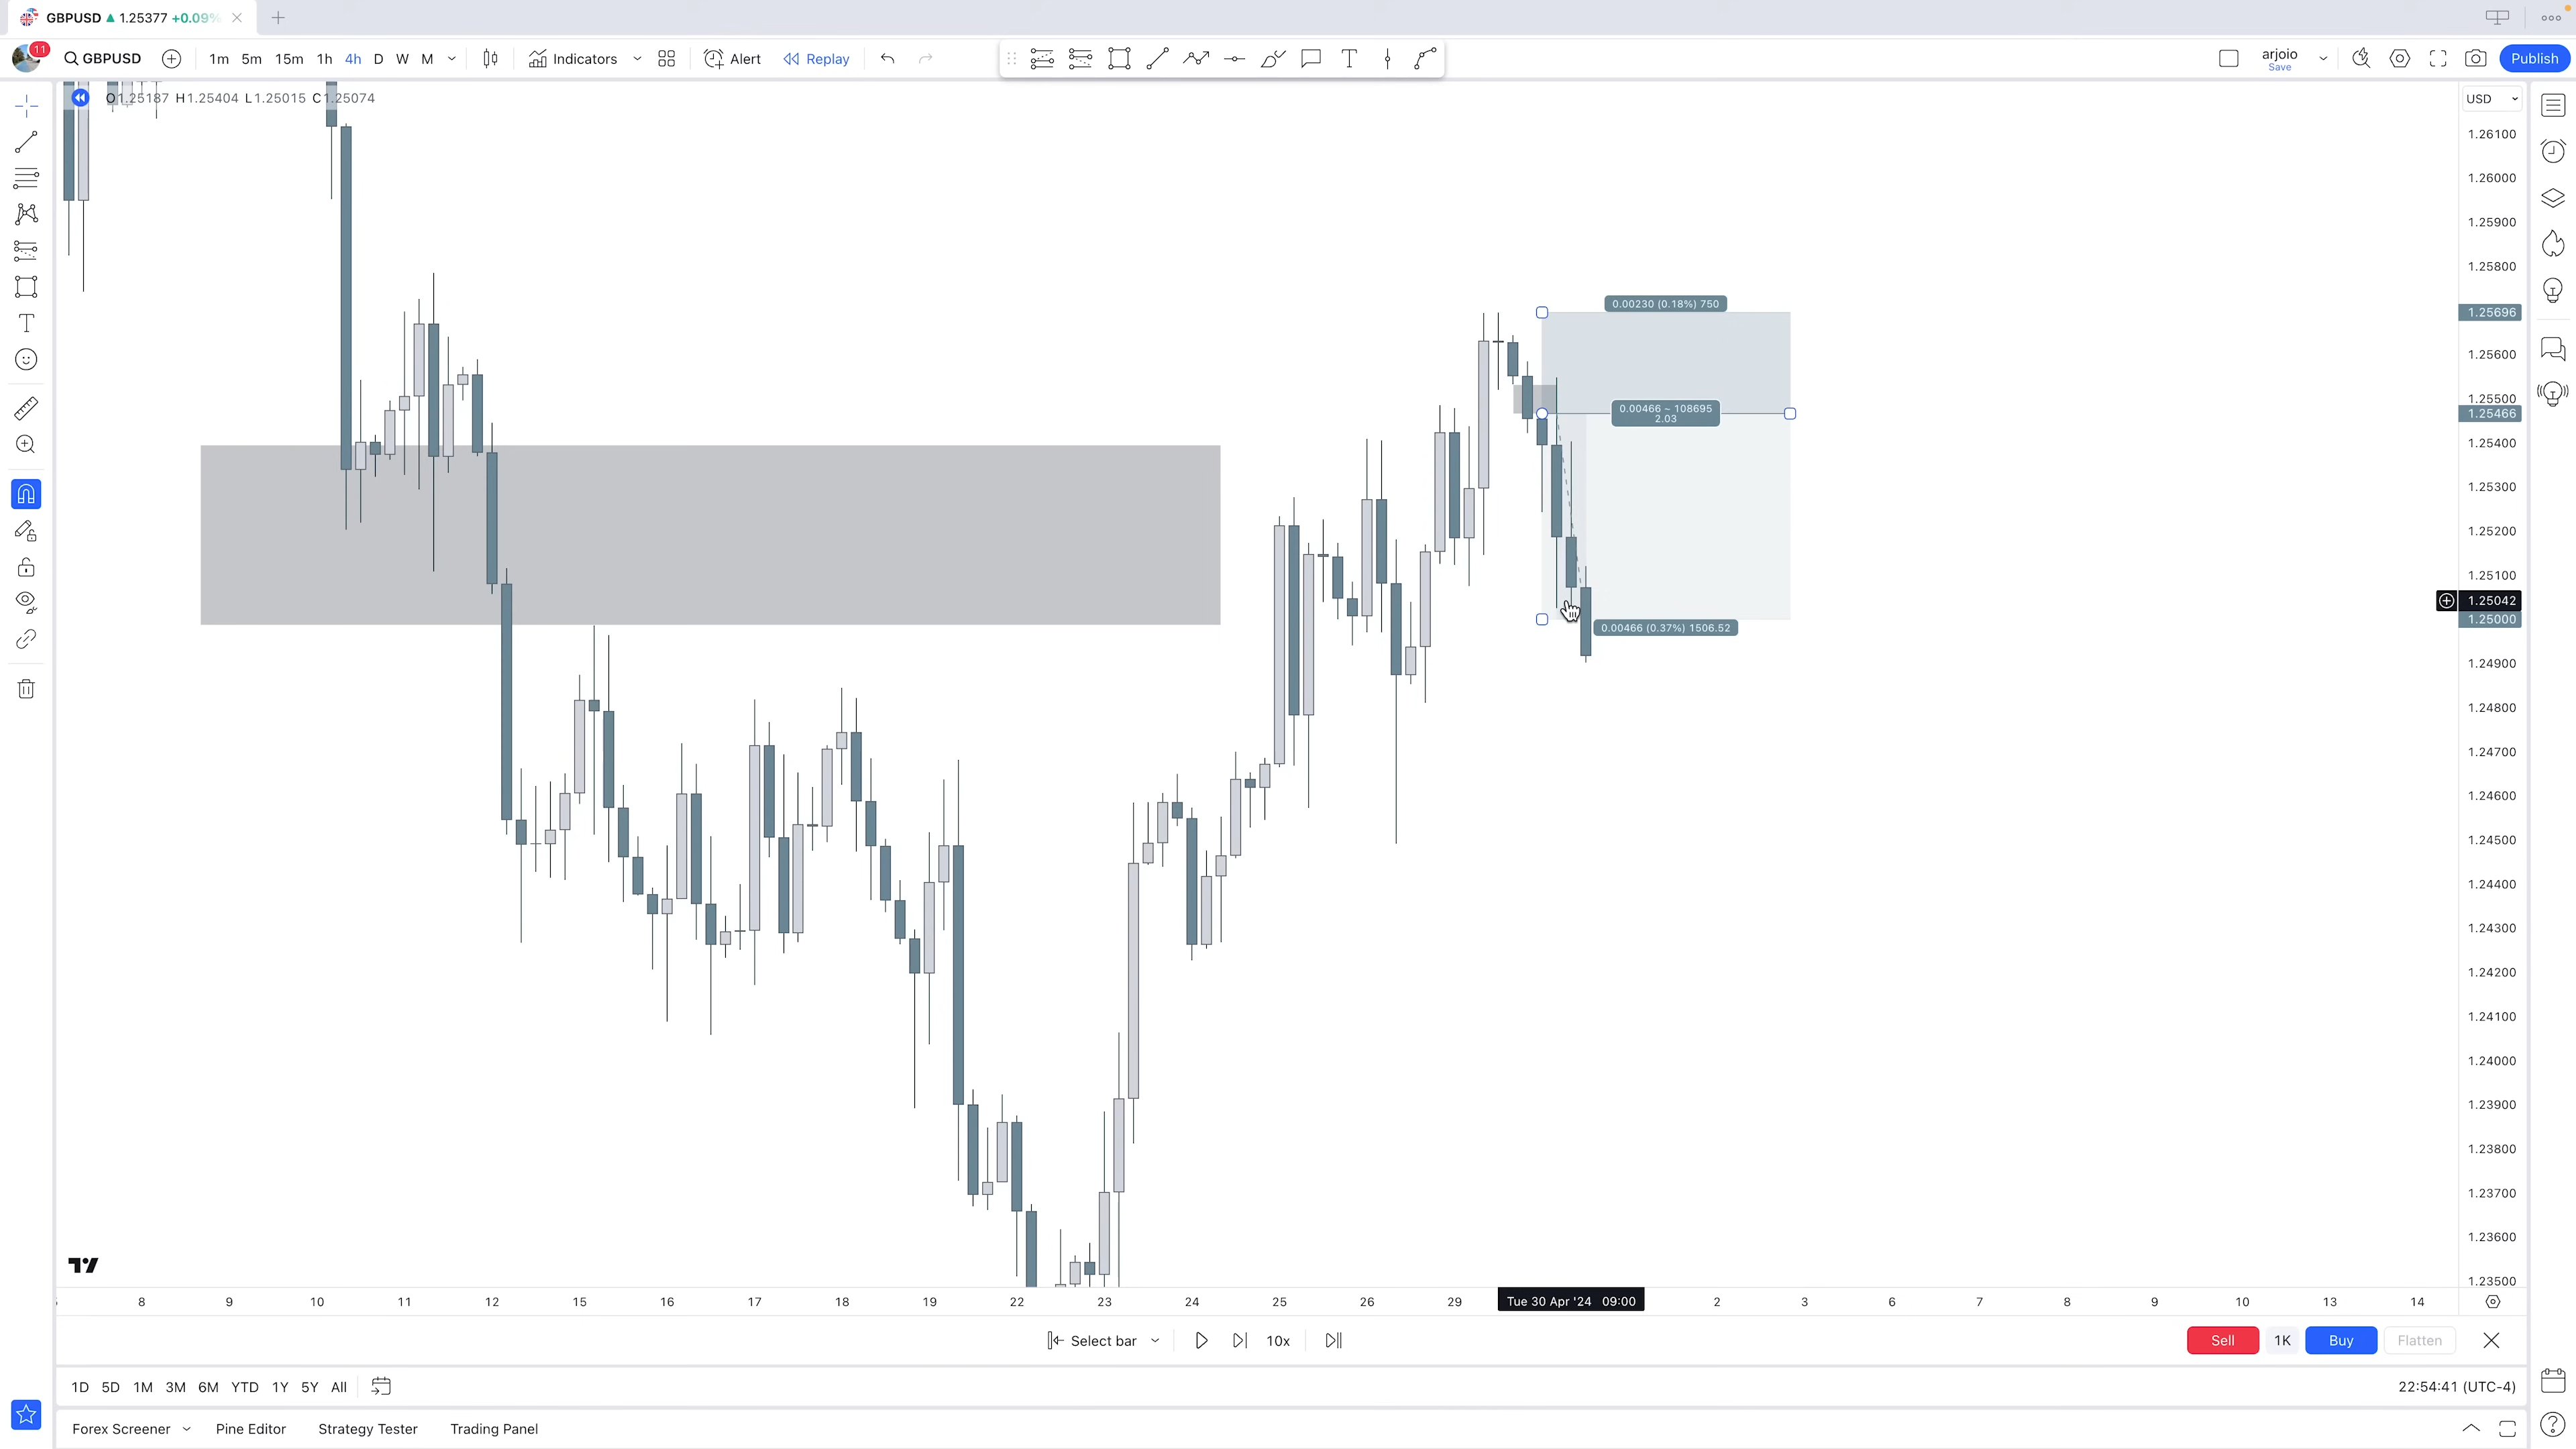 GBPUSD ▲ 1.25377 +0.09%
11
GBPUSD 1m 5m 15m 1h 4h D W M Indicators Alert Replay T arjoio Save Publish
O1.25187 H1.25404 L1.25015 C1.25074
USD
1.26100
1.26000
1.25900
1.25800
1.25696
1.25600
1.25500
1.25466
1.25400
1.25300
1.25200
1.25100
1.25042
1.25000
1.24900
1.24800
1.24700
1.24600
1.24500
1.24400
1.24300
1.24200
1.24100
1.24000
1.23900
1.23800
1.23700
1.23600
1.23500
0.00230 (0.18%) 750
0.00466 ~ 108695
2.03
0.00466 (0.37%) 1506.52
8 9 10 11 12 15 16 17 18 19 22 23 24 25 26 29 Tue 30 Apr '24 09:00 2 3 6 7 8 9 10 13 14
Select bar 10x Sell 1K Buy Flatten
1D 5D 1M 3M 6M YTD 1Y 5Y All 22:54:41 (UTC-4)
Forex Screener Pine Editor Strategy Tester Trading Panel